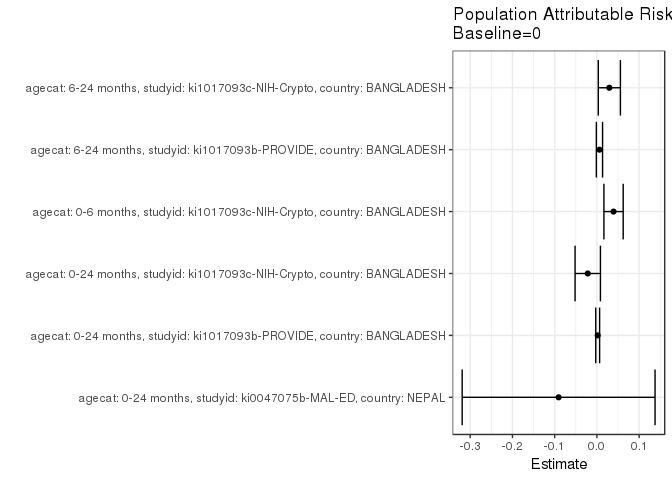 Population Attributable Risk
Baseline=0
agecat: 6-24 months, studyid: ki1017093c-NIH-Crypto, country: BANGLADESH
agecat: 6-24 months, studyid: ki1017093b-PROVIDE, country: BANGLADESH
agecat: 0-6 months, studyid: ki1017093c-NIH-Crypto, country: BANGLADESH
agecat: 0-24 months, studyid: ki1017093c-NIH-Crypto, country: BANGLADESH
agecat: 0-24 months, studyid: ki1017093b-PROVIDE, country: BANGLADESH
agecat: 0-24 months, studyid: ki0047075b-MAL-ED, country: NEPAL
-0.3 -0.2 -0.1 0.0 0.1
Estimate